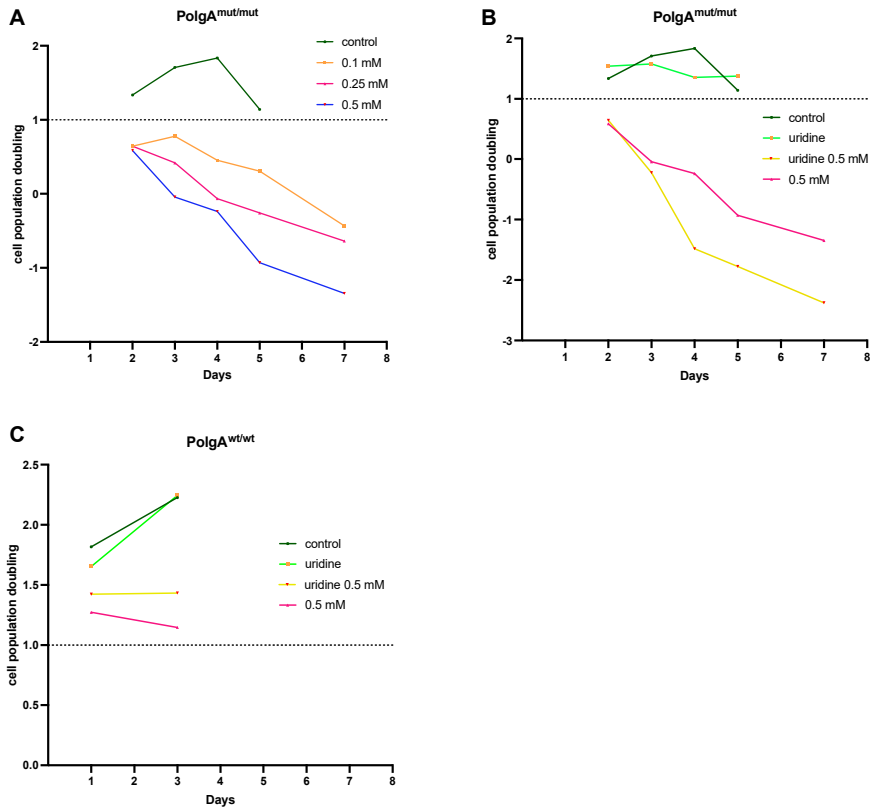 A
PolgA^mut/mut
cell population doubling
2
1
0
-1
-2
1 2 3 4 5 7 8
Days
control
0.1 mM
0.25 mM
0.5 mM
B
PolgA^mut/mut
cell population doubling
2
1
0
-1
-2
-3
1 2 3 4 5 7 8
Days
control
uridine
uridine 0.5 mM
0.5 mM
C
PolgA^wt/wt
cell population doubling
2.5
2.0
1.5
1.0
0.5
0.0
1 2 3 4 5 6 7 8
Days
control
uridine
uridine 0.5 mM
0.5 mM